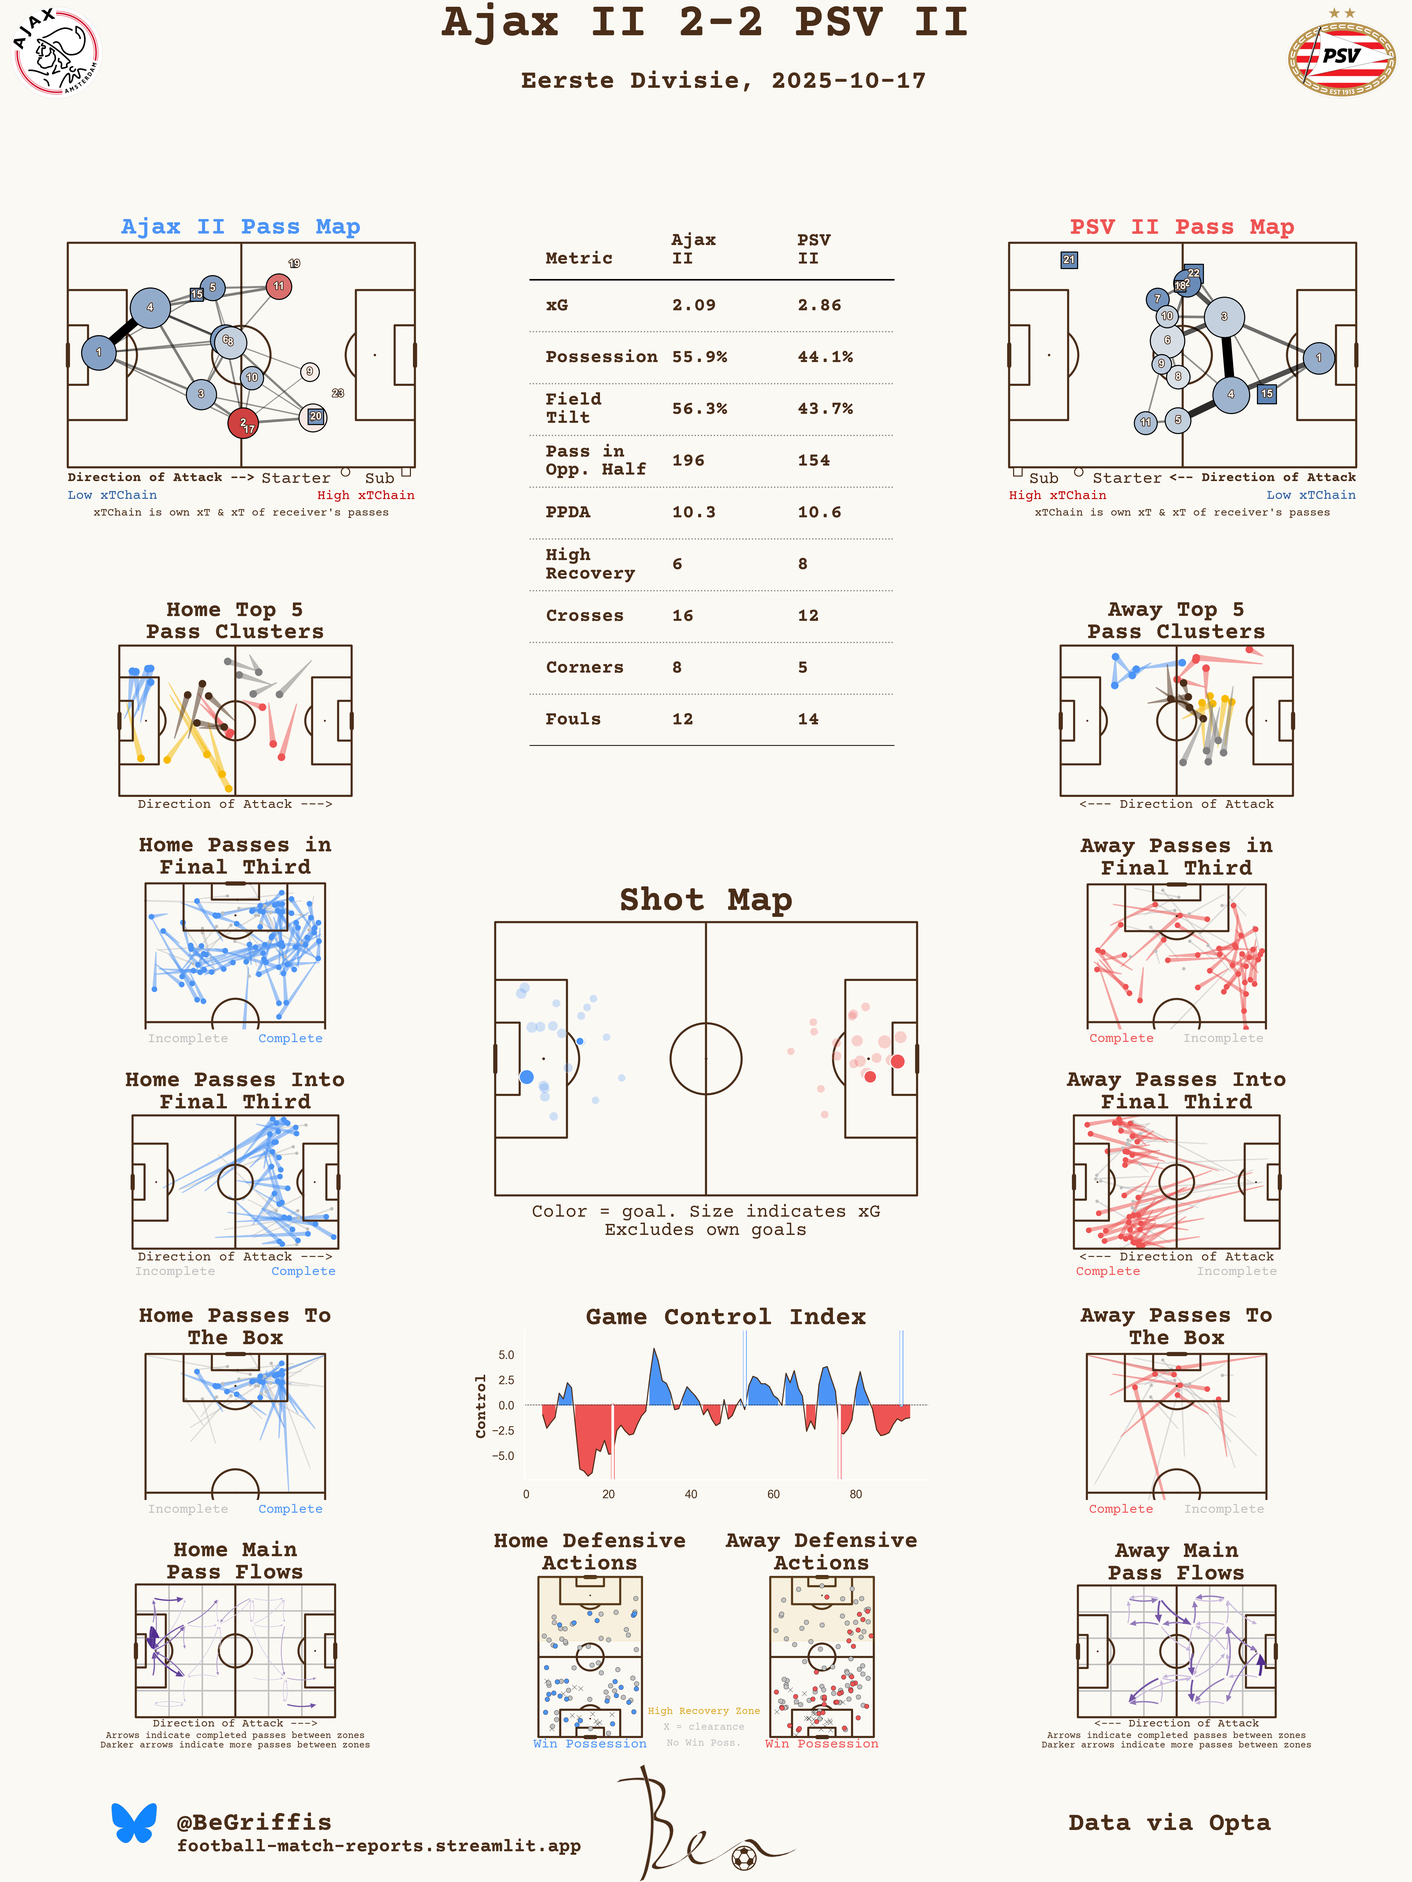 Ajax II 2-2 PSV II
Eerste Divisie, 2025-10-17
AJAX
AMSTERDAM
PSV
EST 1913
Ajax II Pass Map
19
11
5
15
4
6
8
1
9
10
3
23
20
2
17
Direction of Attack --> Starter Sub
Low xTChain High xTChain
xTChain is own xT & xT of receiver's passes
Metric Ajax II PSV II
xG 2.09 2.86
Possession 55.9% 44.1%
Field Tilt 56.3% 43.7%
Pass in Opp. Half 196 154
PPDA 10.3 10.6
High Recovery 6 8
Crosses 16 12
Corners 8 5
Fouls 12 14
PSV II Pass Map
21
22
18
2
7
10
3
6
1
9
8
4
15
11
5
Sub Starter <-- Direction of Attack
High xTChain Low xTChain
xTChain is own xT & xT of receiver's passes
Home Top 5
Pass Clusters
Direction of Attack --->
Away Top 5
Pass Clusters
<--- Direction of Attack
Home Passes in
Final Third
Incomplete Complete
Away Passes in
Final Third
Complete Incomplete
Shot Map
Color = goal. Size indicates xG
Excludes own goals
Home Passes Into
Final Third
Direction of Attack --->
Incomplete Complete
Away Passes Into
Final Third
<--- Direction of Attack
Complete Incomplete
Home Passes To
The Box
Incomplete Complete
Game Control Index
Control
5.0
2.5
0.0
−2.5
−5.0
0 20 40 60 80
Away Passes To
The Box
Complete Incomplete
Home Main
Pass Flows
Direction of Attack --->
Arrows indicate completed passes between zones
Darker arrows indicate more passes between zones
Home Defensive
Actions
Win Possession
High Recovery Zone
X = clearance
No Win Poss.
Away Defensive
Actions
Win Possession
Away Main
Pass Flows
<--- Direction of Attack
Arrows indicate completed passes between zones
Darker arrows indicate more passes between zones
@BeGriffis
football-match-reports.streamlit.app
Ben
Data via Opta